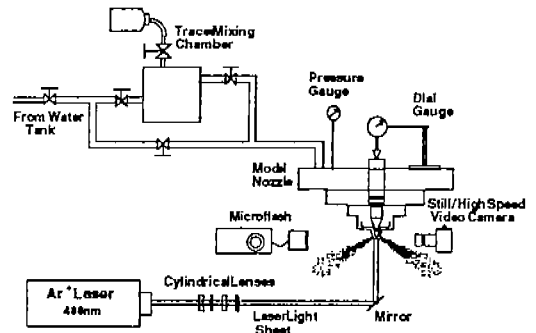 Trace Mixing
Chamber
From Water
Tank
Pressure
Gauge
Dial
Gauge
Model
Nozzle
Still/High Speed
Video Camera
Microflash
Cylindrical Lenses
Ar+ Laser
488nm
Laser Light
Sheet
Mirror